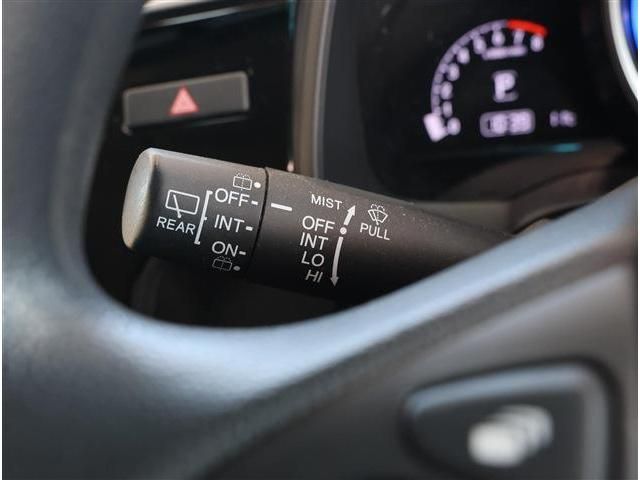 REAR
OFF
INT
ON
MIST
OFF
INT
LO
HI
PULL
P